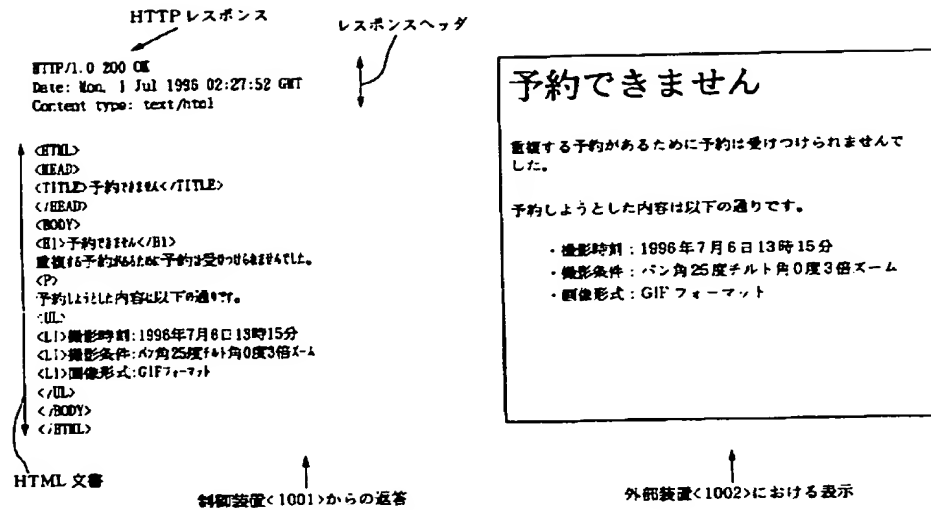 HTTPレスポンス
レスポンスヘッダ
HTTP/1.0 200 OK
Date: Mon, 1 Jul 1996 02:27:52 GMT
Content type: text/html
<HTML>
<HEAD>
<TITLE>予約できません</TITLE>
</HEAD>
<BODY>
<H1>予約できません</H1>
重複する予約があるために予約は受けつけられませんでした。
<P>
予約しようとした内容は以下の通りです。
<UL>
<LI>撮影時刻:1996年7月6日13時15分
<LI>撮影条件:パン角25度チルト角0度3倍ズーム
<LI>画像形式:GIFフォーマット
</UL>
</BODY>
</HTML>
HTML 文書
制御装置<1001>からの返答
予約できません
重複する予約があるために予約は受けつけられませんで
した。
予約しようとした内容は以下の通りです。
・撮影時刻：1996年7月6日13時15分
・撮影条件：パン角25度チルト角0度3倍ズーム
・画像形式：GIFフォーマット
外部装置<1002>における表示